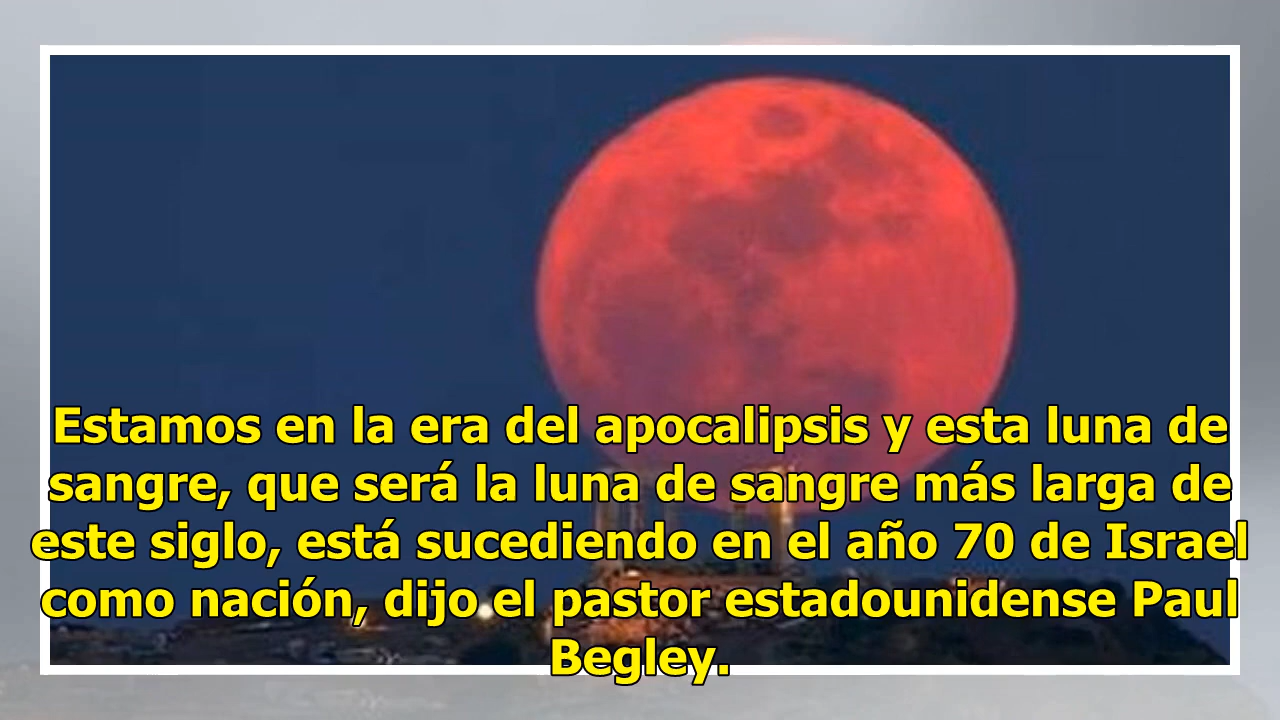 Estamos en la era del apocalipsis y esta luna de
sangre, que será la luna de sangre más larga de
este siglo, está sucediendo en el año 70 de Israel
como nación, dijo el pastor estadounidense Paul
Begley.